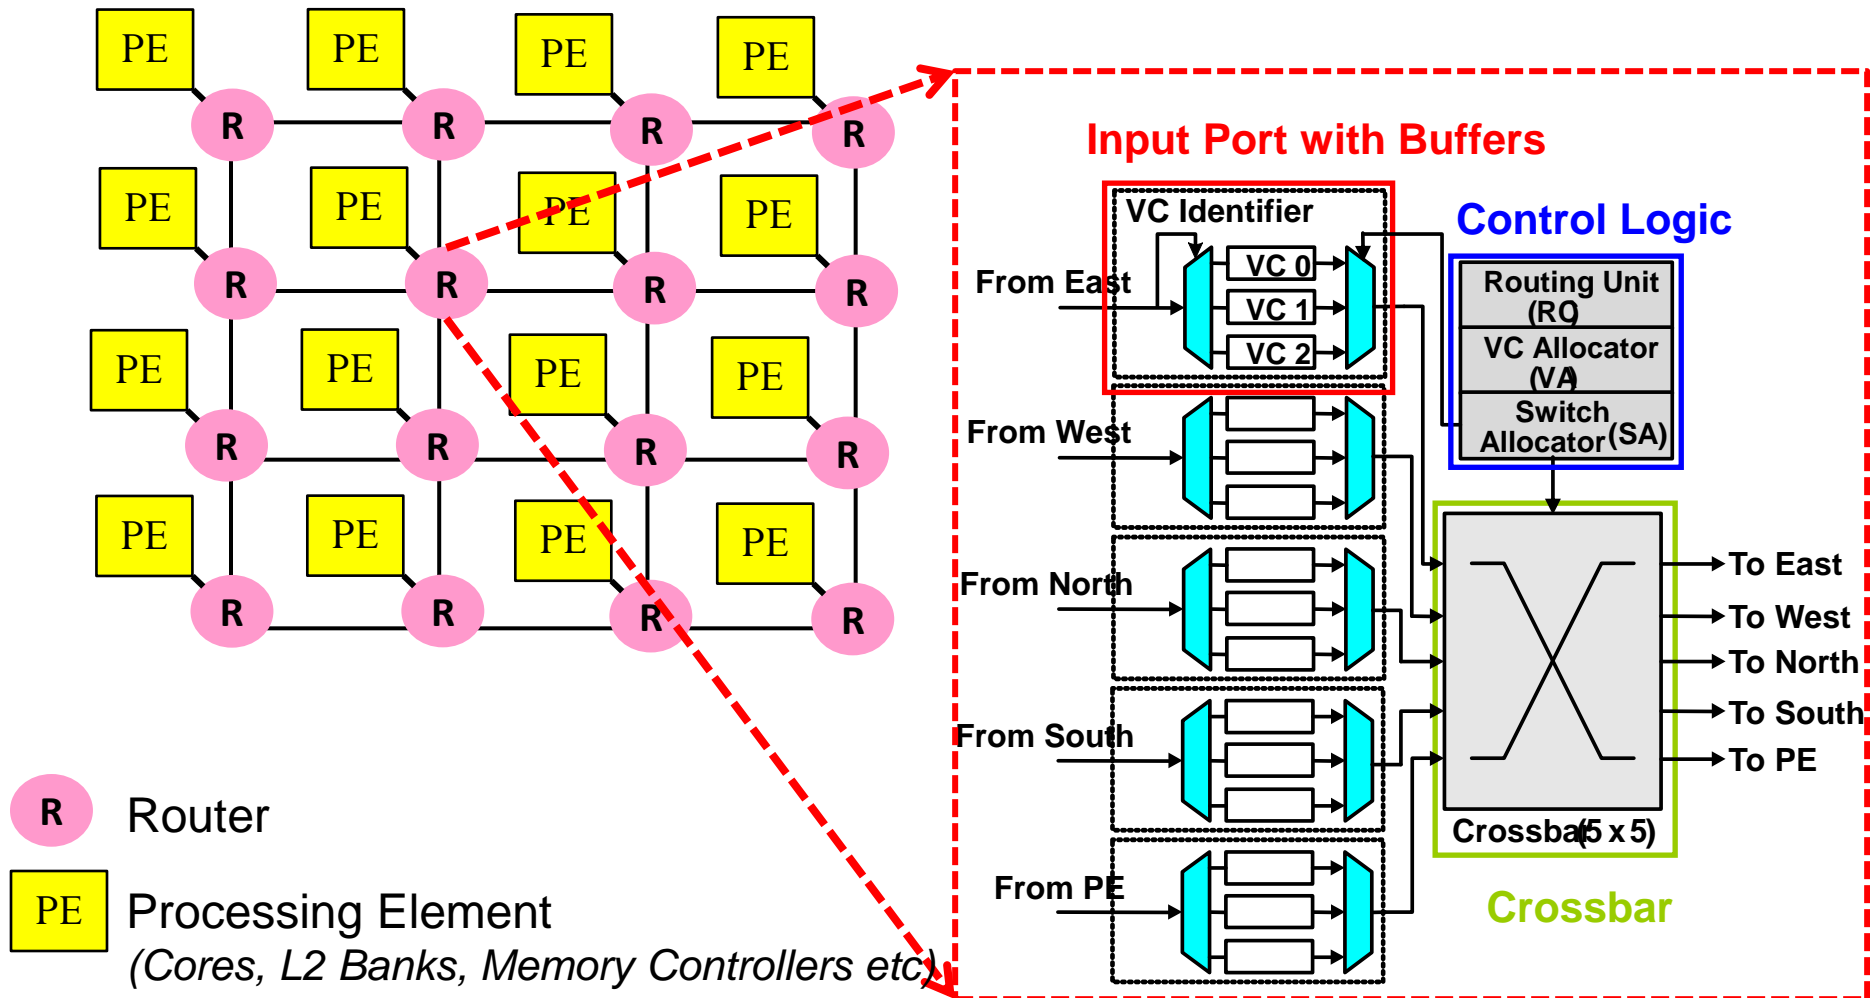 PE PE PE PE
R R R R
PE PE PE PE
R R R R
PE PE PE PE
R R R R
PE PE PE PE
R R R R
R Router
PE Processing Element
(Cores, L2 Banks, Memory Controllers etc)
Input Port with Buffers
VC Identifier
From East
VC 0
VC 1
VC 2
From West
From North
From South
From PE
Control Logic
Routing Unit
(RC)
VC Allocator
(VA)
Switch
Allocator (SA)
To East
To West
To North
To South
To PE
Crossbar (5 x 5)
Crossbar